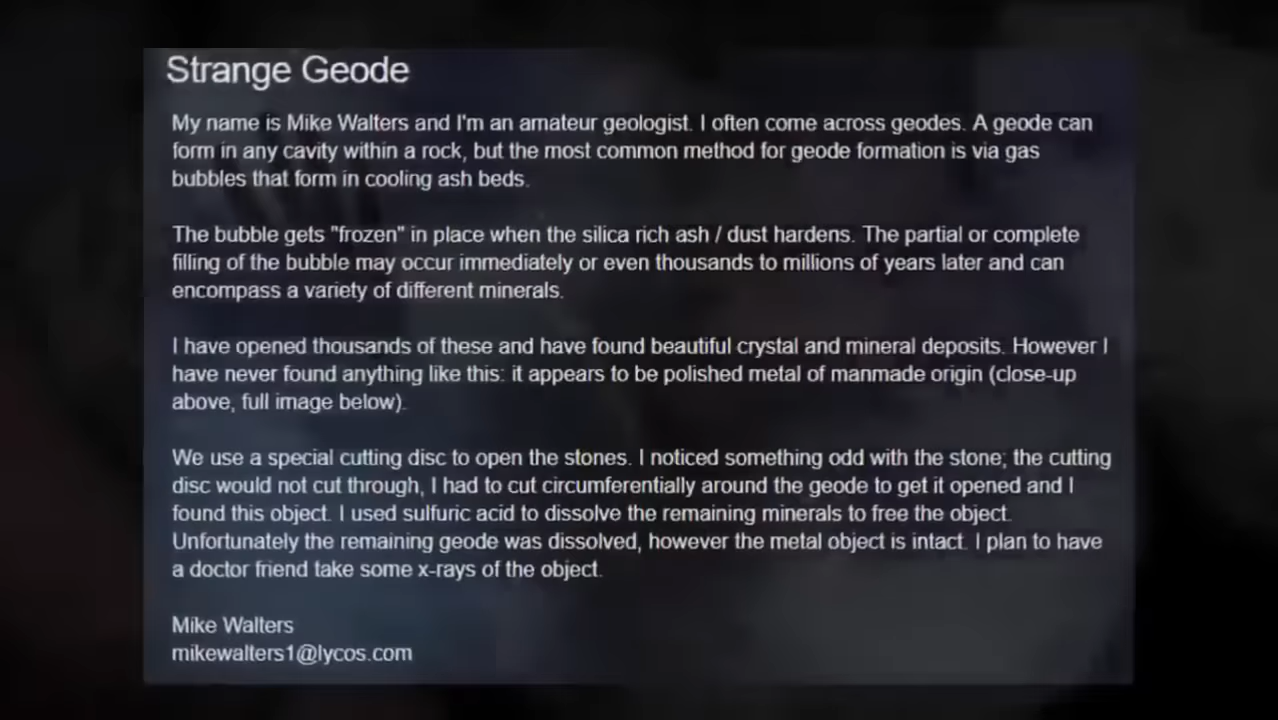 Strange Geode
My name is Mike Walters and I'm an amateur geologist. I often come across geodes. A geode can
form in any cavity within a rock, but the most common method for geode formation is via gas
bubbles that form in cooling ash beds.
The bubble gets "frozen" in place when the silica rich ash / dust hardens. The partial or complete
filling of the bubble may occur immediately or even thousands to millions of years later and can
encompass a variety of different minerals.
I have opened thousands of these and have found beautiful crystal and mineral deposits. However I
have never found anything like this: it appears to be polished metal of manmade origin (close-up
above, full image below).
We use a special cutting disc to open the stones. I noticed something odd with the stone; the cutting
disc would not cut through, I had to cut circumferentially around the geode to get it opened and I
found this object. I used sulfuric acid to dissolve the remaining minerals to free the object.
Unfortunately the remaining geode was dissolved, however the metal object is intact. I plan to have
a doctor friend take some x-rays of the object.
Mike Walters
mikewalters1@lycos.com